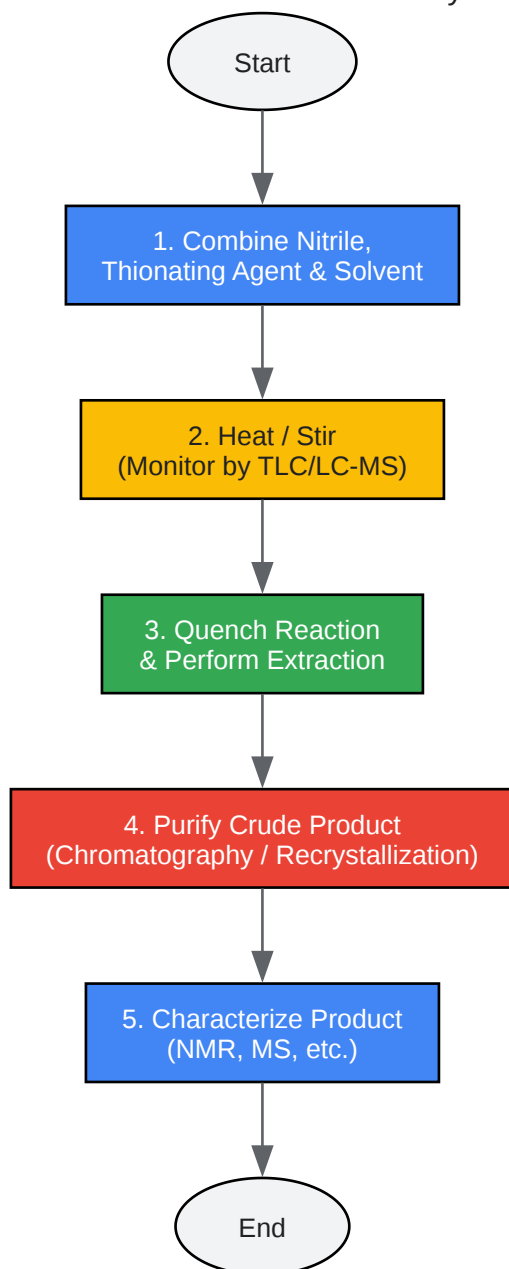 Start
1. Combine Nitrile,
Thionating Agent & Solvent
2. Heat / Stir
(Monitor by TLC/LC-MS)
3. Quench Reaction
& Perform Extraction
4. Purify Crude Product
(Chromatography / Recrystallization)
5. Characterize Product
(NMR, MS, etc.)
End